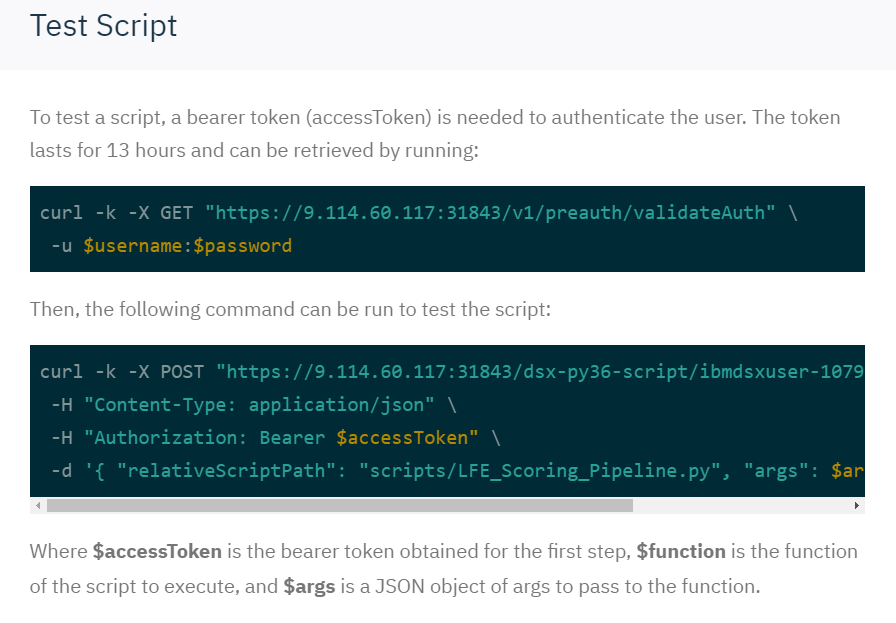 Test Script
To test a script, a bearer token (accessToken) is needed to authenticate the user. The token
lasts for 13 hours and can be retrieved by running:
curl -k -X GET "https://9.114.60.117:31843/v1/preauth/validateAuth" \
-u $username:$password
Then, the following command can be run to test the script:
curl -k -X POST "https://9.114.60.117:31843/dsx-py36-script/ibmdsxuser-1079
-H "Content-Type: application/json" \
-H "Authorization: Bearer $accessToken" \
-d '{ "relativeScriptPath": "scripts/LFE_Scoring_Pipeline.py", "args": $ar
Where $accessToken is the bearer token obtained for the first step, $function is the function
of the script to execute, and $args is a JSON object of args to pass to the function.